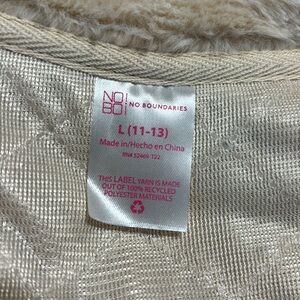 NO
BO
NO BOUNDARIES
L (11-13)
Made in/Hecho en China
RN# 52469 T22
THIS LABEL YARN IS MADE
OUT OF 100% RECYCLED
POLYESTER MATERIALS